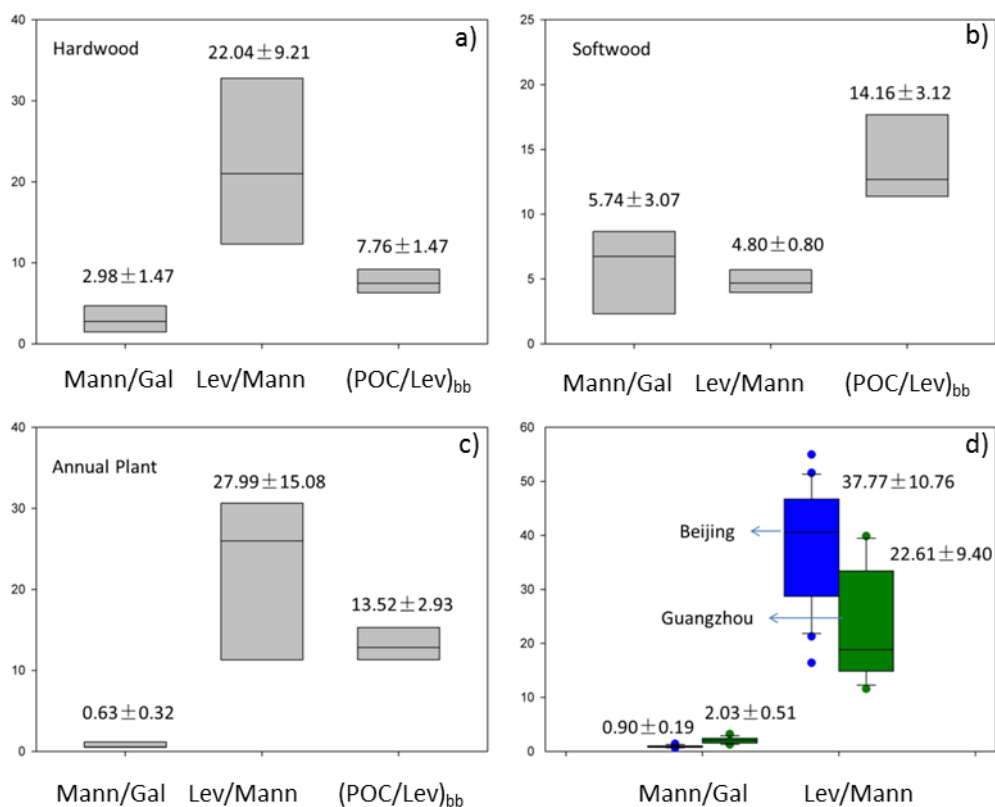 40
30
20
10
0
Hardwood
a)
22.04±9.21
2.98±1.47
7.76±1.47
Mann/Gal Lev/Mann (POC/Lev)bb
25
20
15
10
5
0
Softwood
b)
14.16±3.12
5.74±3.07
4.80±0.80
Mann/Gal Lev/Mann (POC/Lev)bb
40
30
20
10
0
Annual Plant
c)
27.99±15.08
13.52±2.93
0.63±0.32
Mann/Gal Lev/Mann (POC/Lev)bb
60
50
40
30
20
10
0
d)
37.77±10.76
Beijing
22.61±9.40
Guangzhou
0.90±0.19
2.03±0.51
Mann/Gal Lev/Mann